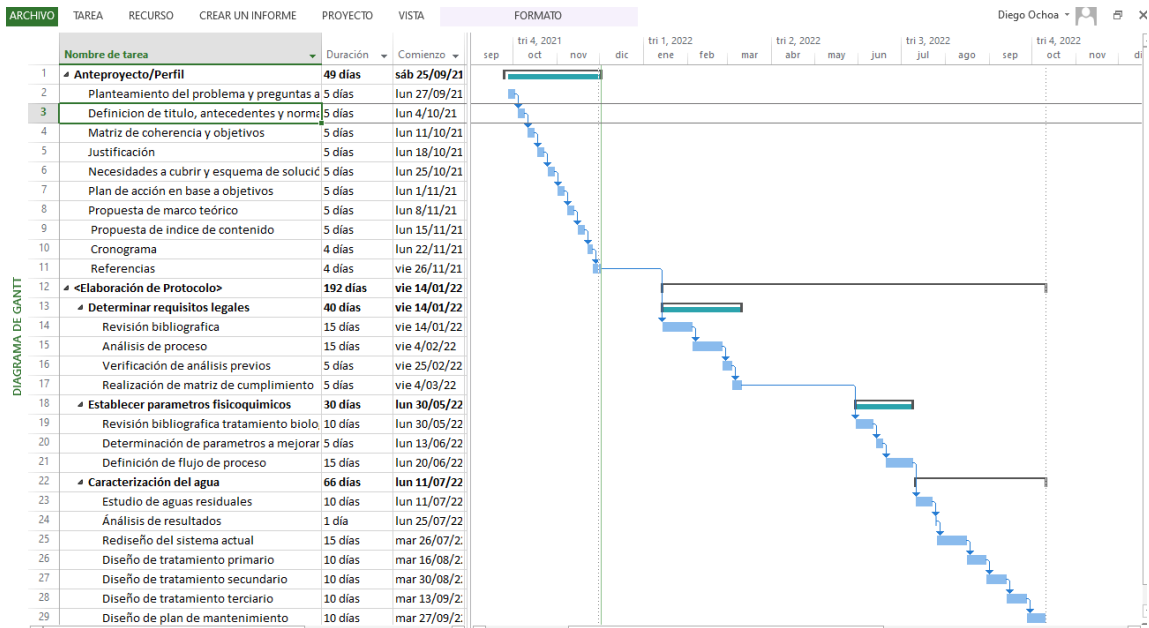 ARCHIVO TAREA RECURSO CREAR UN INFORME PROYECTO VISTA FORMATO Diego Ochoa
tri 4, 2021 tri 1, 2022 tri 2, 2022 tri 3, 2022 tri 4, 2022
Nombre de tarea Duración Comienzo sep oct nov dic ene feb mar abr may jun jul ago sep oct nov di
1 Anteproyecto/Perfil 49 días sáb 25/09/21
2 Planteamiento del problema y preguntas a 5 días lun 27/09/21
3 Definicion de titulo, antecedentes y norma 5 días lun 4/10/21
4 Matriz de coherencia y objetivos 5 días lun 11/10/21
5 Justificación 5 días lun 18/10/21
6 Necesidades a cubrir y esquema de solució 5 días lun 25/10/21
7 Plan de acción en base a objetivos 5 días lun 1/11/21
8 Propuesta de marco teórico 5 días lun 8/11/21
9 Propuesta de indice de contenido 5 días lun 15/11/21
10 Cronograma 4 días lun 22/11/21
11 Referencias 4 días vie 26/11/21
12 <Elaboración de Protocolo> 192 días vie 14/01/22
13 Determinar requisitos legales 40 días vie 14/01/22
14 Revisión bibliografica 15 días vie 14/01/22
15 Análisis de proceso 15 días vie 4/02/22
16 Verificación de análisis previos 5 días vie 25/02/22
17 Realización de matriz de cumplimiento 5 días vie 4/03/22
18 Establecer parametros fisicoquimicos 30 días lun 30/05/22
19 Revisión bibliografica tratamiento biolo 10 días lun 30/05/22
20 Determinación de parametros a mejorar 5 días lun 13/06/22
21 Definición de flujo de proceso 15 días lun 20/06/22
22 Caracterización del agua 66 días lun 11/07/22
23 Estudio de aguas residuales 10 días lun 11/07/22
24 Ánálisis de resultados 1 día lun 25/07/22
25 Rediseño del sistema actual 15 días mar 26/07/2
26 Diseño de tratamiento primario 10 días mar 16/08/2
27 Diseño de tratamiento secundario 10 días mar 30/08/2
28 Diseño de tratamiento terciario 10 días mar 13/09/2
29 Diseño de plan de mantenimiento 10 días mar 27/09/2
DIAGRAMA DE GANTT